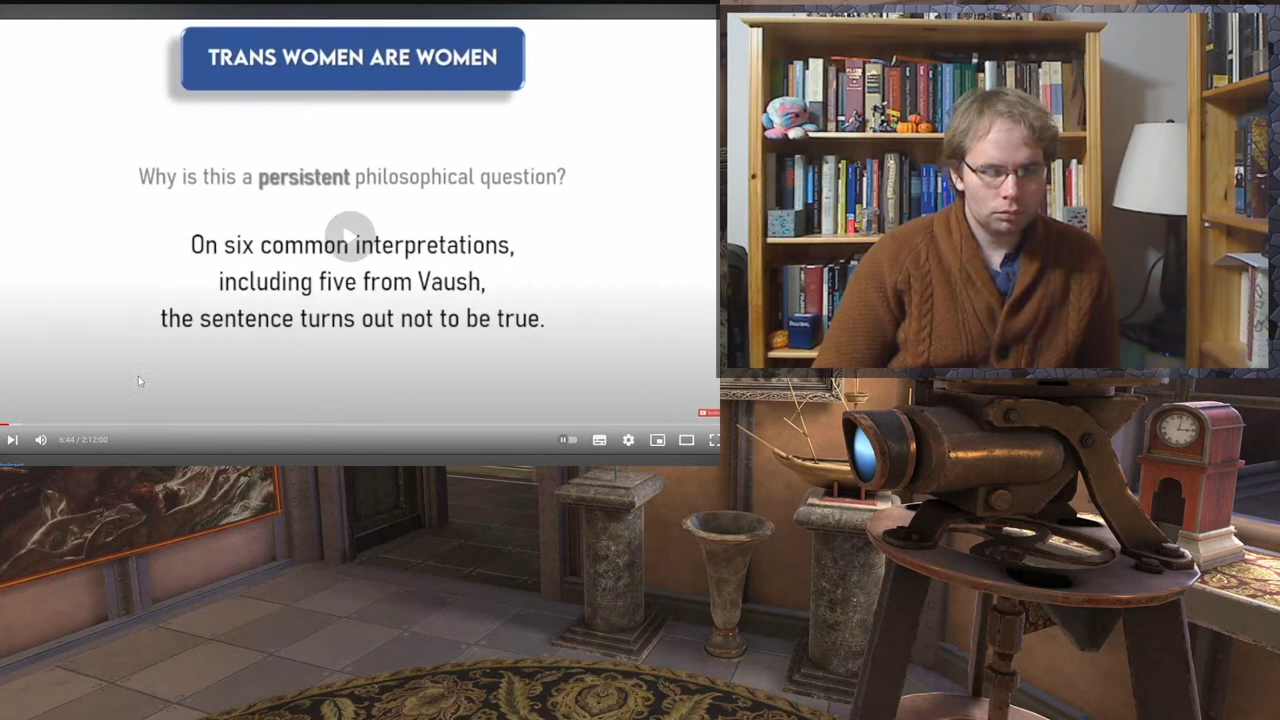 TRANS WOMEN ARE WOMEN
Why is this a persistent philosophical question?
On six common interpretations,
including five from Vaush,
the sentence turns out not to be true.
6:44 / 2:12:00